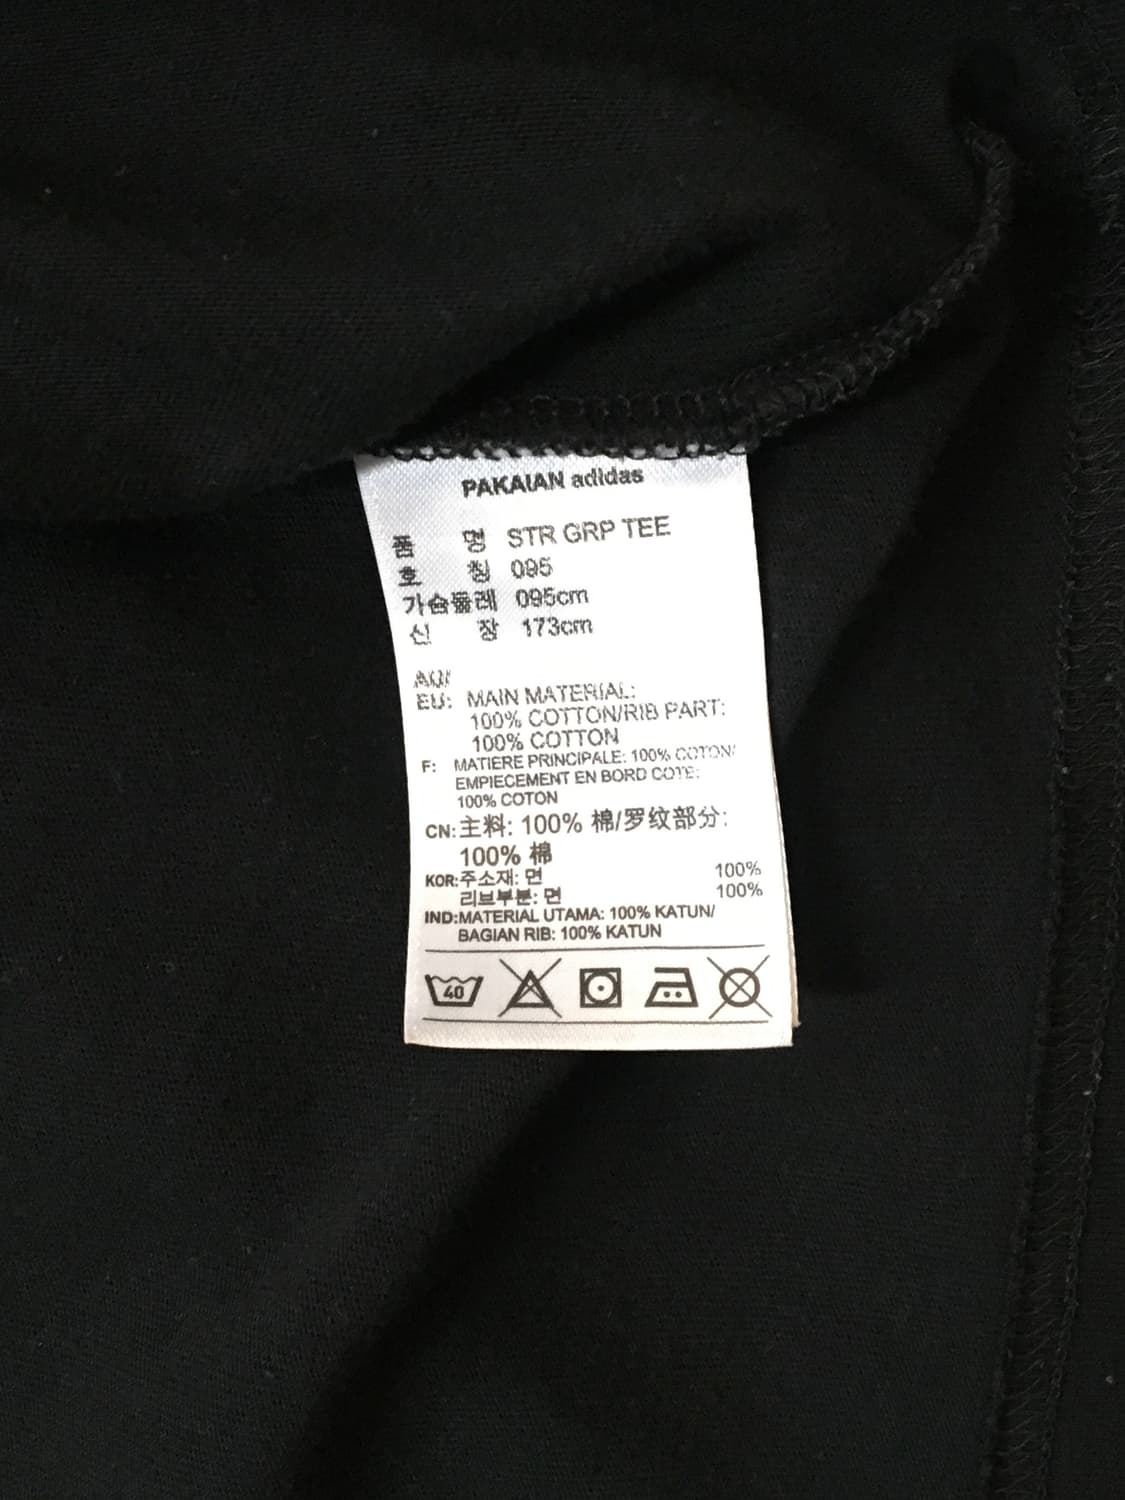 PAKAIAN adidas
품 명 STR GRP TEE
호 칭 095
가슴둘레 095cm
신 장 173cm
AU/
EU: MAIN MATERIAL:
100% COTTON/RIB PART:
100% COTTON
F: MATIERE PRINCIPALE: 100% COTON/
EMPIECEMENT EN BORD COTE:
100% COTON
CN:主料: 100% 棉/罗纹部分:
100% 棉
KOR:주소재: 면 100%
리브부분: 면 100%
IND:MATERIAL UTAMA: 100% KATUN/
BAGIAN RIB: 100% KATUN
40